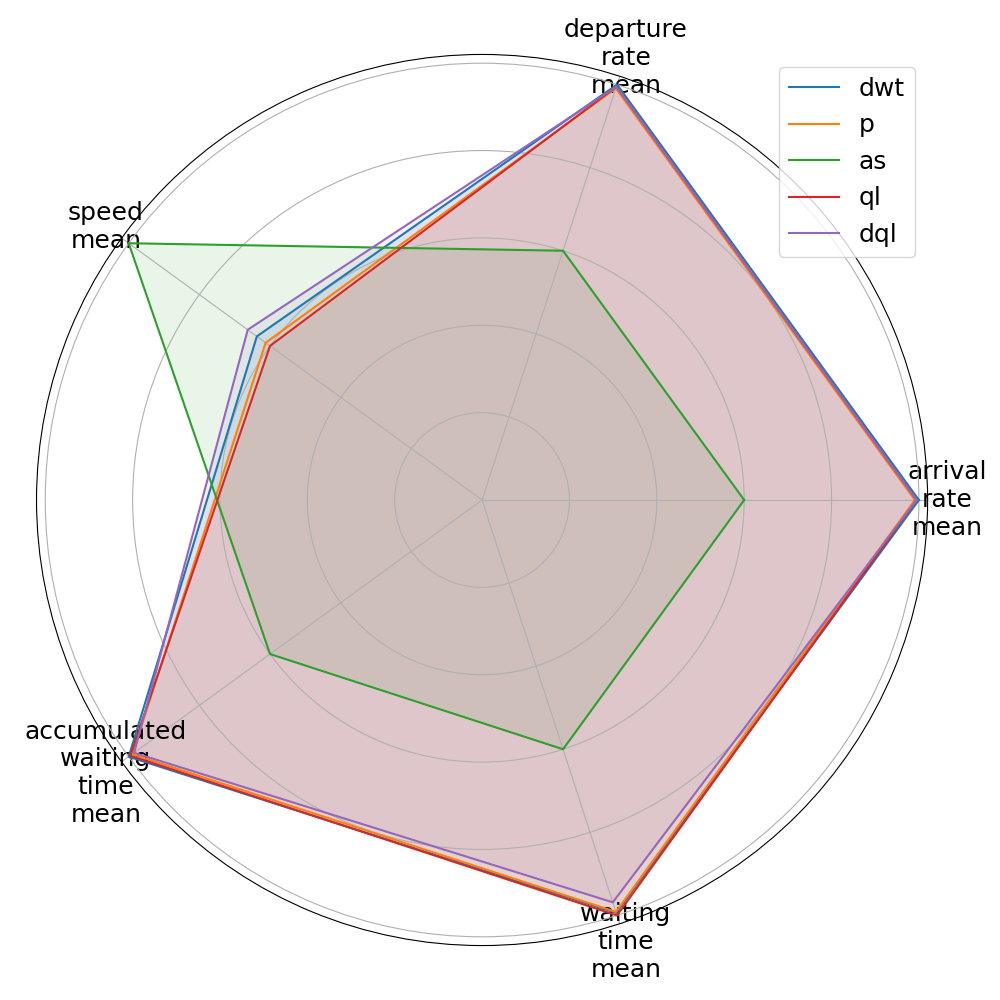 departure
rate
mean
dwt
p
as
ql
dql
speed
mean
arrival
rate
mean
accumulated
waiting
time
mean
waiting
time
mean